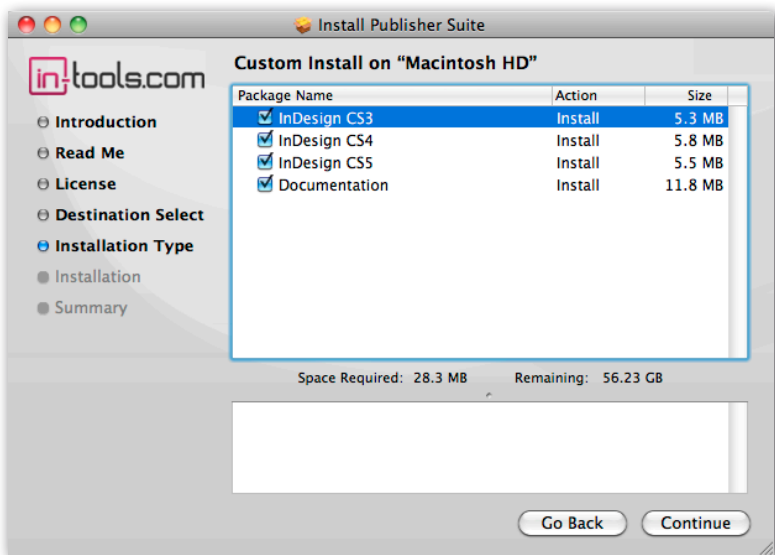 Install Publisher Suite
in-tools.com
Introduction
Read Me
License
Destination Select
Installation Type
Installation
Summary
Custom Install on “Macintosh HD”
Package Name Action Size
InDesign CS3 Install 5.3 MB
InDesign CS4 Install 5.8 MB
InDesign CS5 Install 5.5 MB
Documentation Install 11.8 MB
Space Required: 28.3 MB Remaining: 56.23 GB
Go Back Continue